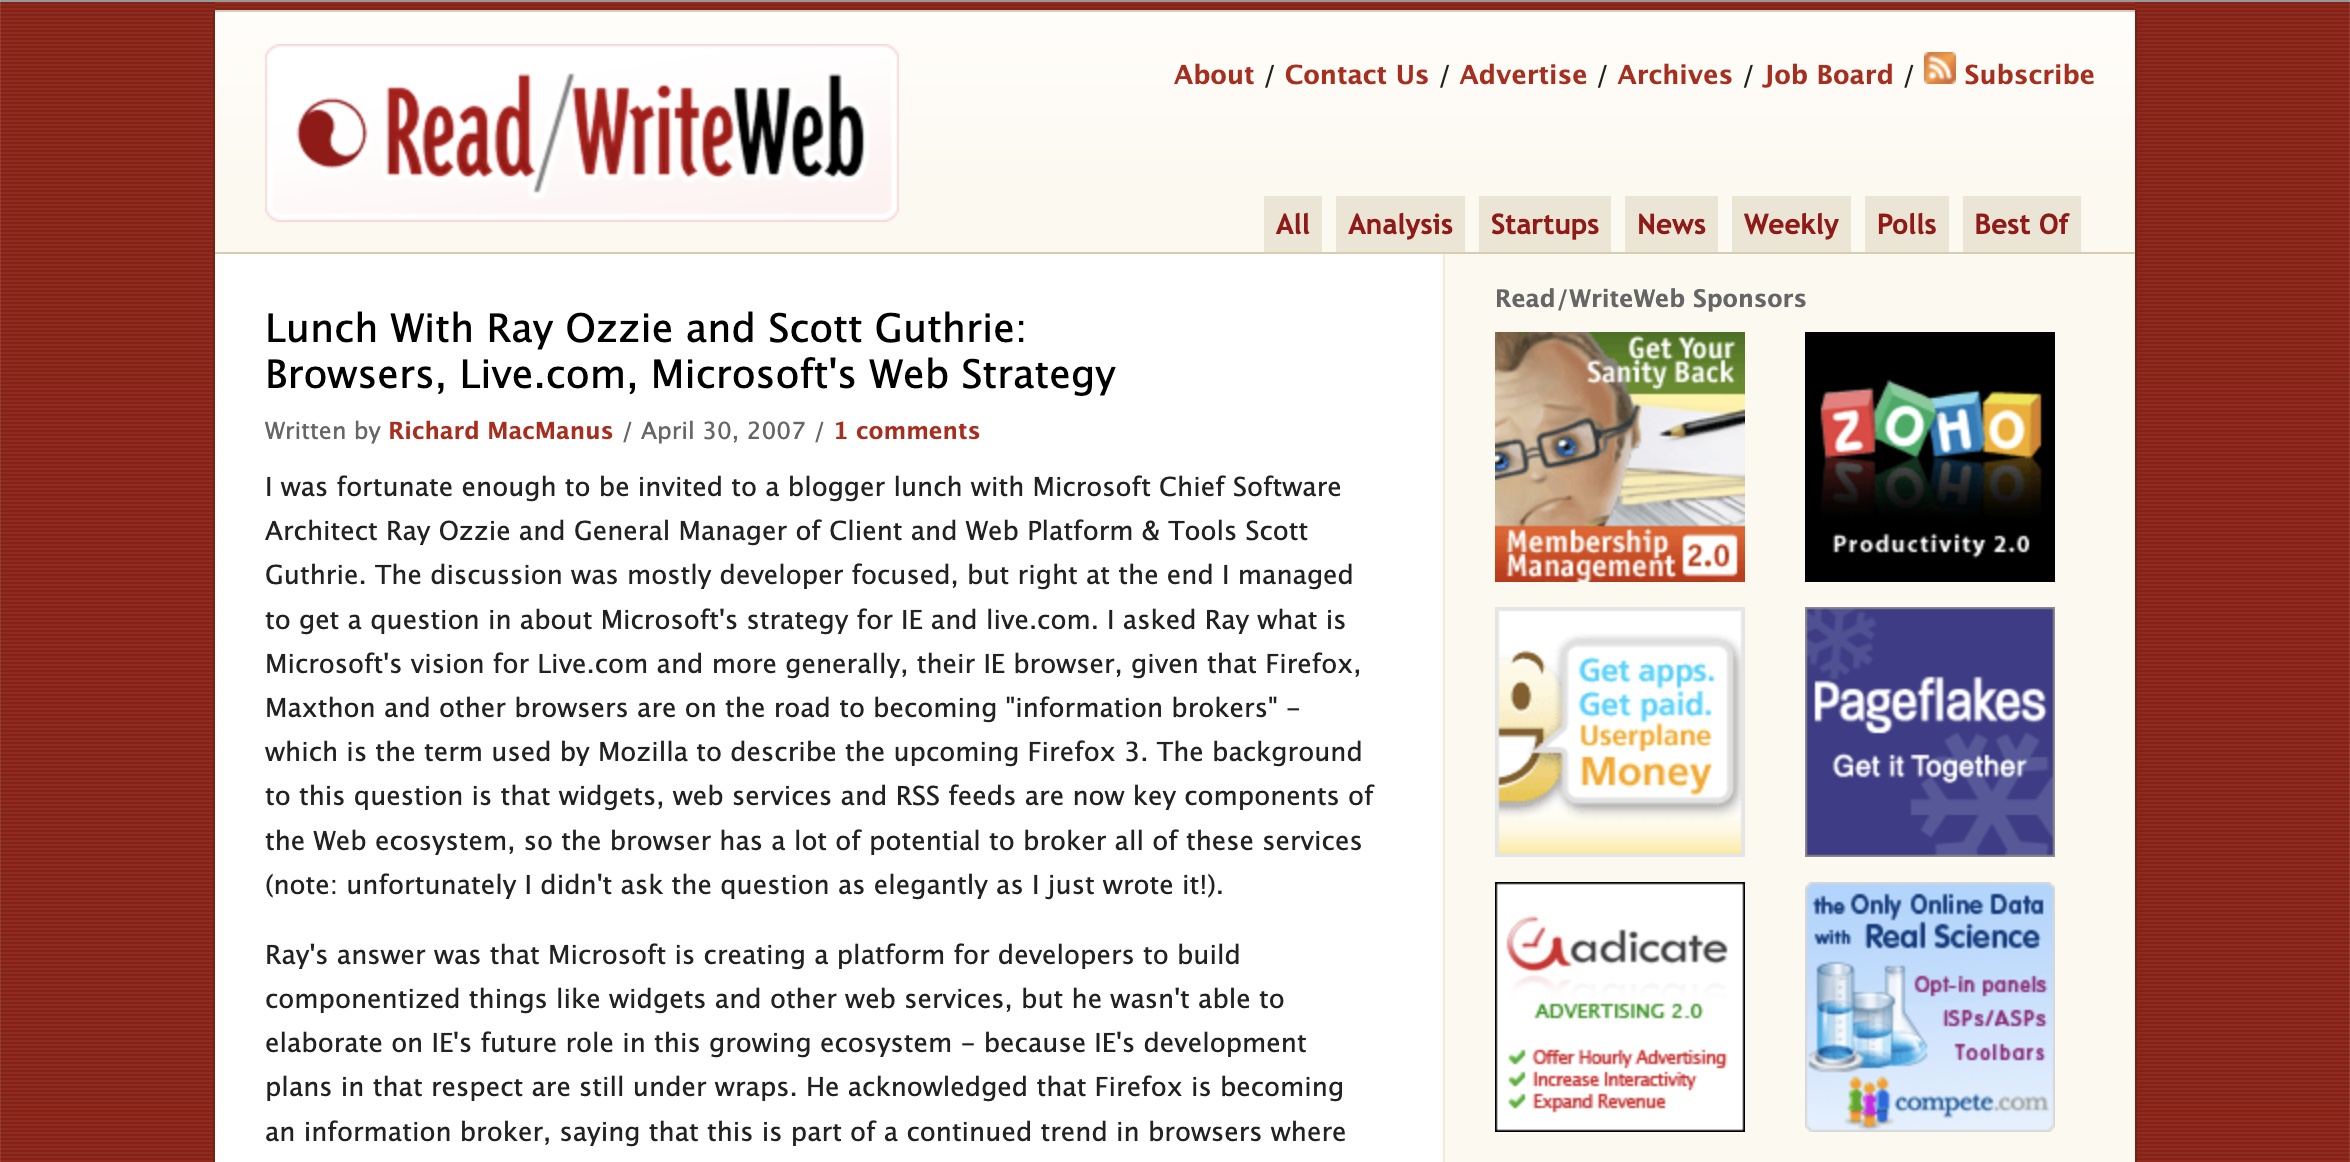 Read/WriteWeb
About / Contact Us / Advertise / Archives / Job Board / Subscribe
All Analysis Startups News Weekly Polls Best Of
Lunch With Ray Ozzie and Scott Guthrie:
Browsers, Live.com, Microsoft's Web Strategy
Written by Richard MacManus / April 30, 2007 / 1 comments
I was fortunate enough to be invited to a blogger lunch with Microsoft Chief Software
Architect Ray Ozzie and General Manager of Client and Web Platform & Tools Scott
Guthrie. The discussion was mostly developer focused, but right at the end I managed
to get a question in about Microsoft's strategy for IE and live.com. I asked Ray what is
Microsoft's vision for Live.com and more generally, their IE browser, given that Firefox,
Maxthon and other browsers are on the road to becoming "information brokers" –
which is the term used by Mozilla to describe the upcoming Firefox 3. The background
to this question is that widgets, web services and RSS feeds are now key components of
the Web ecosystem, so the browser has a lot of potential to broker all of these services
(note: unfortunately I didn't ask the question as elegantly as I just wrote it!).
Ray's answer was that Microsoft is creating a platform for developers to build
componentized things like widgets and other web services, but he wasn't able to
elaborate on IE's future role in this growing ecosystem – because IE's development
plans in that respect are still under wraps. He acknowledged that Firefox is becoming
an information broker, saying that this is part of a continued trend in browsers where
Read/WriteWeb Sponsors
Get Your
Sanity Back
Membership
Management 2.0
ZOHO
Productivity 2.0
Get apps.
Get paid.
Userplane
Money
Pageflakes
Get it Together
adicate
ADVERTISING 2.0
Offer Hourly Advertising
Increase Interactivity
Expand Revenue
the Only Online Data
with Real Science
Opt-in panels
ISPs/ASPs
Toolbars
compete.com